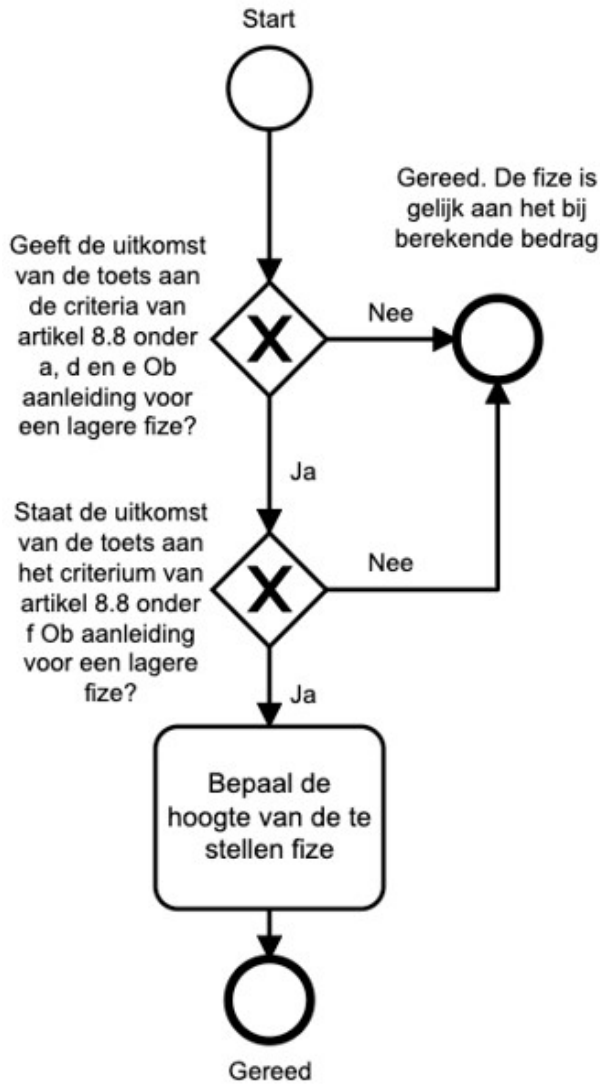 Start
Gereed. De fize is
gelijk aan het bij
berekende bedrag
Geeft de uitkomst
van de toets aan
de criteria van
artikel 8.8 onder
a, d en e Ob
aanleiding voor
een lagere fize?
Nee
Ja
Staat de uitkomst
van de toets aan
het criterium van
artikel 8.8 onder
f Ob aanleiding
voor een lagere
fize?
Nee
Ja
Bepaal de
hoogte van de te
stellen fize
Gereed